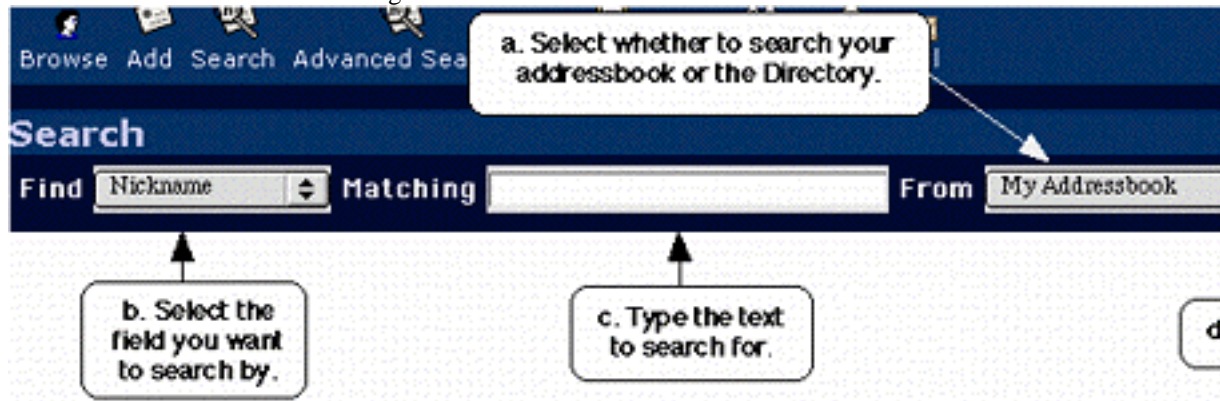 Browse Add Search Advanced Sea
a. Select whether to search your
addressbook or the Directory.
Search
Find Nickname Matching From My Addressbook
b. Select the
field you want
to search by.
c. Type the text
to search for.
d